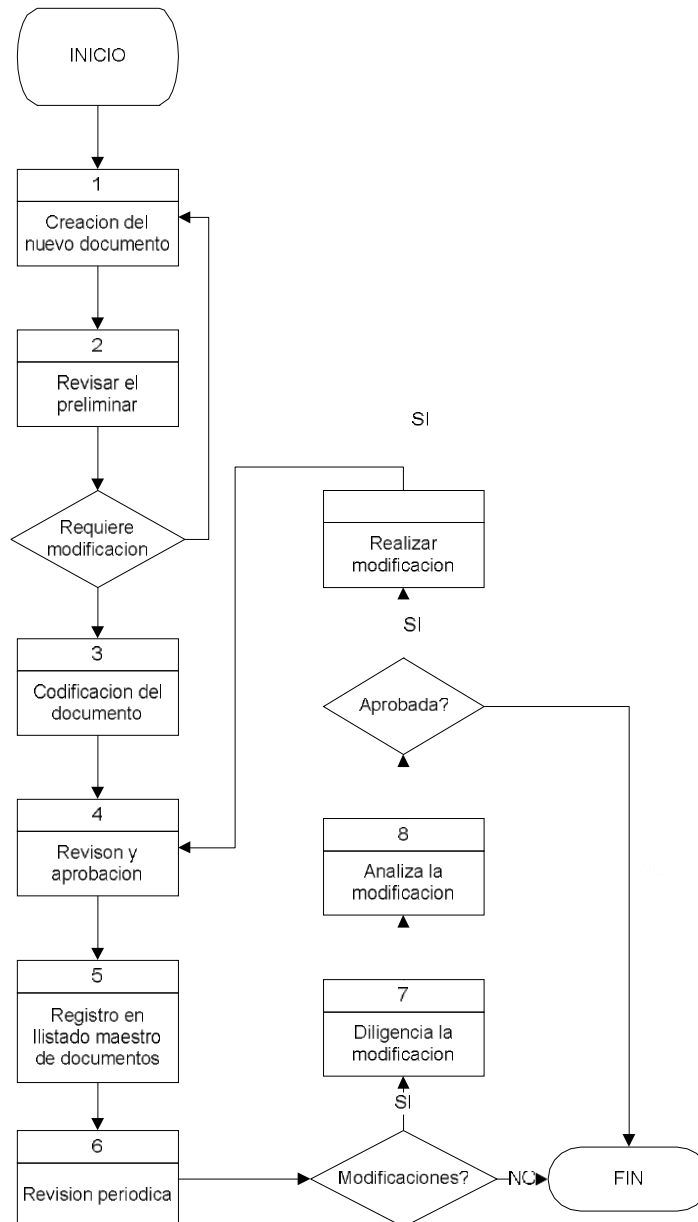 INICIO
1
Creacion del
nuevo documento
2
Revisar el
preliminar
Requiere
modificacion
3
Codificacion del
documento
4
Revison y
aprobacion
5
Registro en
llistado maestro
de documentos
6
Revision periodica
Modificaciones?
SI
7
Diligencia la
modificacion
8
Analiza la
modificacion
Aprobada?
SI
Realizar
modificacion
SI
NO
FIN